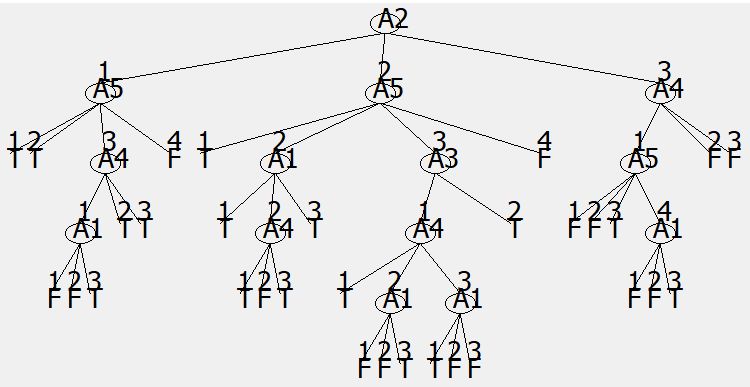 A2
1 2 3
A5 A5 A4
1 2 3 4 1 2 3 4 1 2 3
T T A4 F T A1 A3 F A5 F F
1 2 3 1 2 3 1 2 1 2 3 4
A1 T T T A4 T A4 T F F T A1
1 2 3 1 2 3 1 2 3 1 2 3
F F T T F T T A1 A1 F F T
1 2 3 1 2 3
F F T T F F